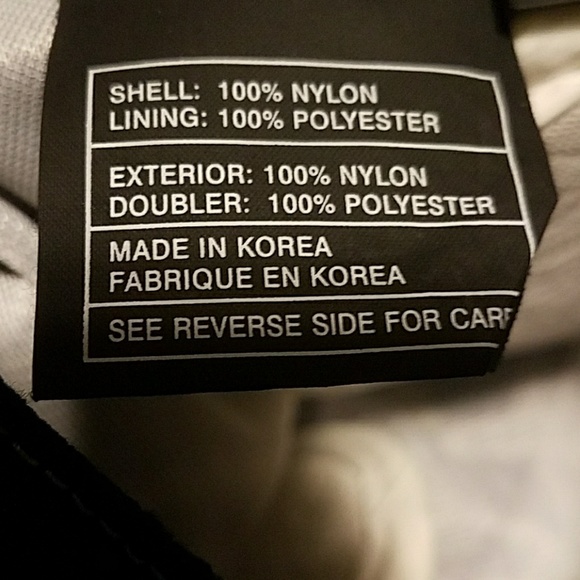 SHELL: 100% NYLON
LINING: 100% POLYESTER
EXTERIOR: 100% NYLON
DOUBLER: 100% POLYESTER
MADE IN KOREA
FABRIQUE EN KOREA
SEE REVERSE SIDE FOR CARE